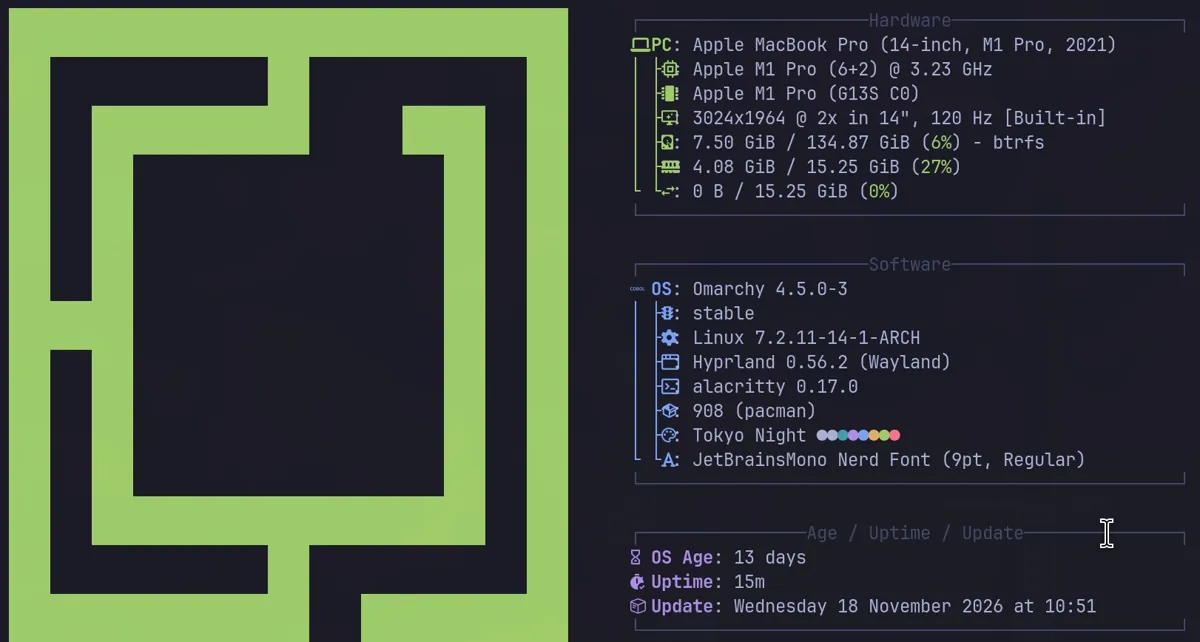 Hardware
PC: Apple MacBook Pro (14-inch, M1 Pro, 2021)
: Apple M1 Pro (6+2) @ 3.23 GHz
: Apple M1 Pro (G13S C0)
: 3024x1964 @ 2x in 14", 120 Hz [Built-in]
: 7.50 GiB / 134.87 GiB (6%) - btrfs
: 4.08 GiB / 15.25 GiB (27%)
: 0 B / 15.25 GiB (0%)
Software
OS: Omarchy 4.5.0-3
: stable
: Linux 7.2.11-14-1-ARCH
: Hyprland 0.56.2 (Wayland)
: alacritty 0.17.0
: 908 (pacman)
: Tokyo Night
: JetBrainsMono Nerd Font (9pt, Regular)
Age / Uptime / Update
OS Age: 13 days
Uptime: 15m
Update: Wednesday 18 November 2026 at 10:51